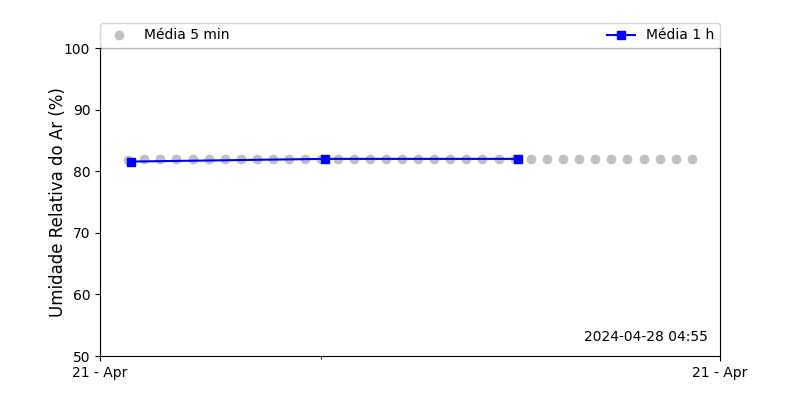 Média 5 min
Média 1 h
Umidade Relativa do Ar (%)
100
90
80
70
60
50
2024-04-28 04:55
21 - Apr
21 - Apr